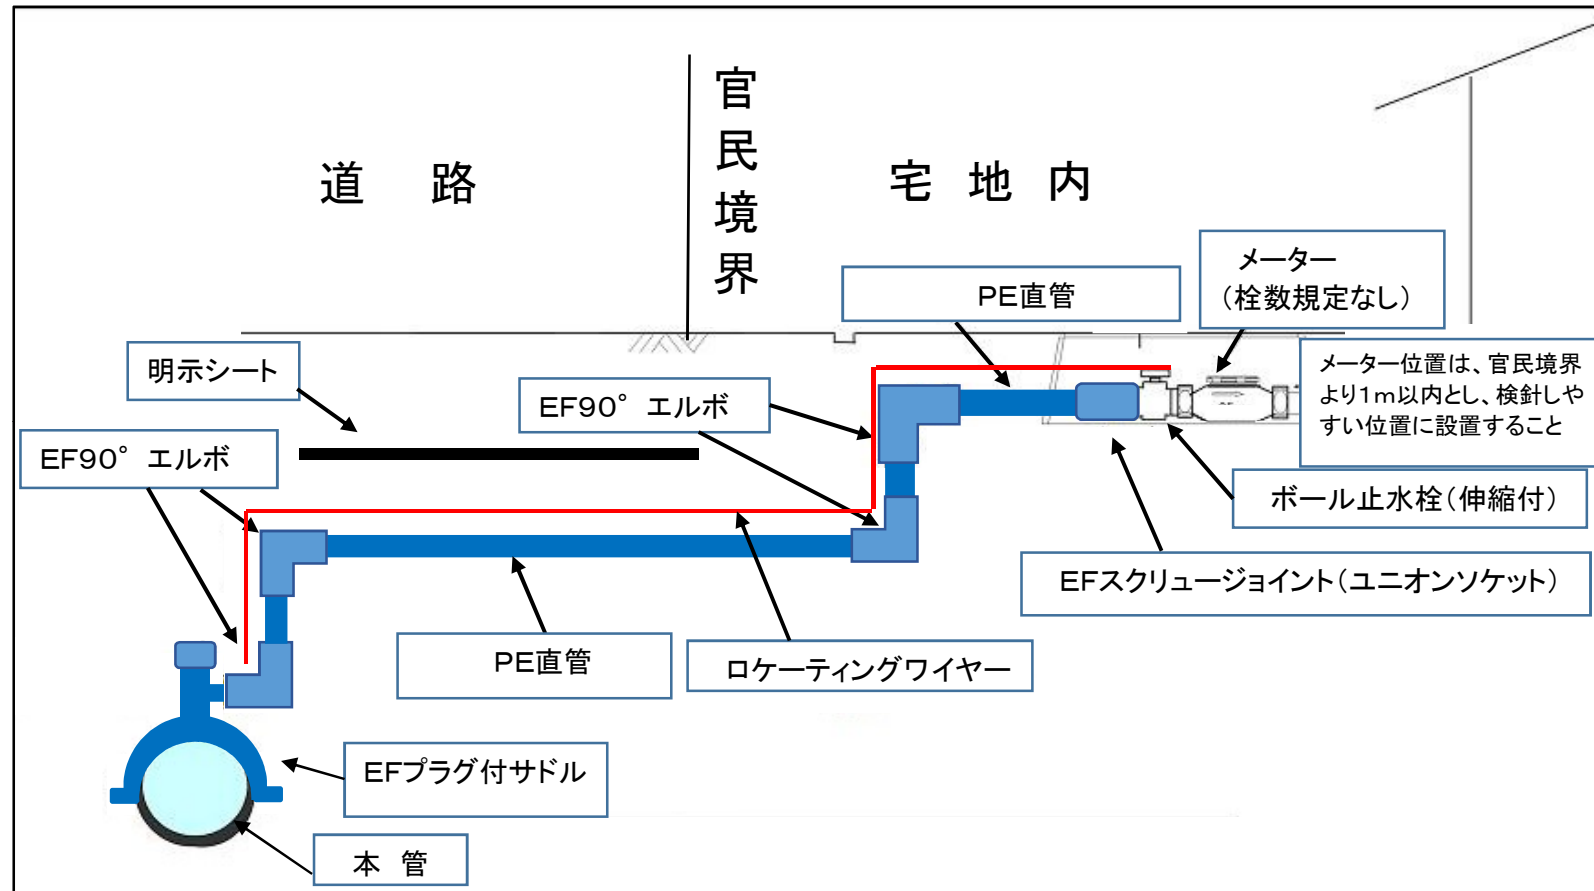 道　路
官民境界
宅 地 内
メーター
（栓数規定なし）
PE直管
メーター位置は、官民境界
より1ｍ以内とし、検針しや
すい位置に設置すること
明示シート
EF90° エルボ
EF90° エルボ
ボール止水栓（伸縮付）
EFスクリュージョイント（ユニオンソケット）
PE直管
ロケーティングワイヤー
EFプラグ付サドル
本 管